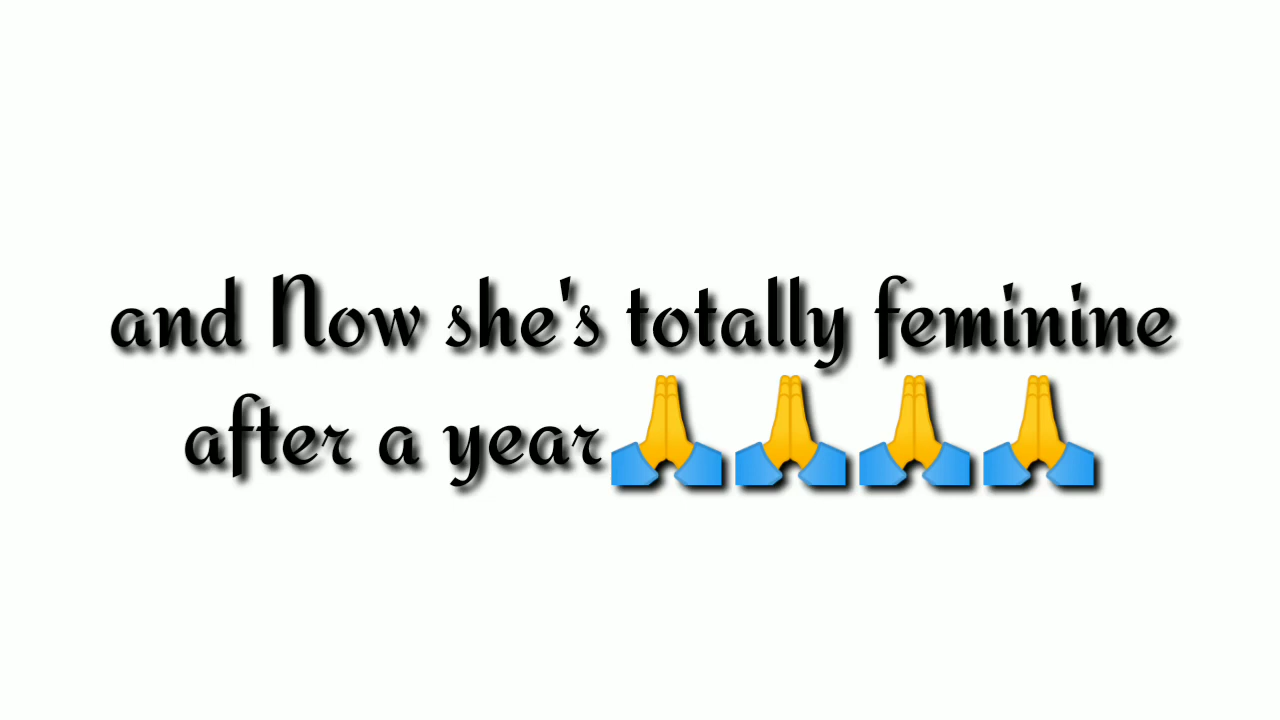 and Now she's totally feminine
after a year🙏🙏🙏🙏